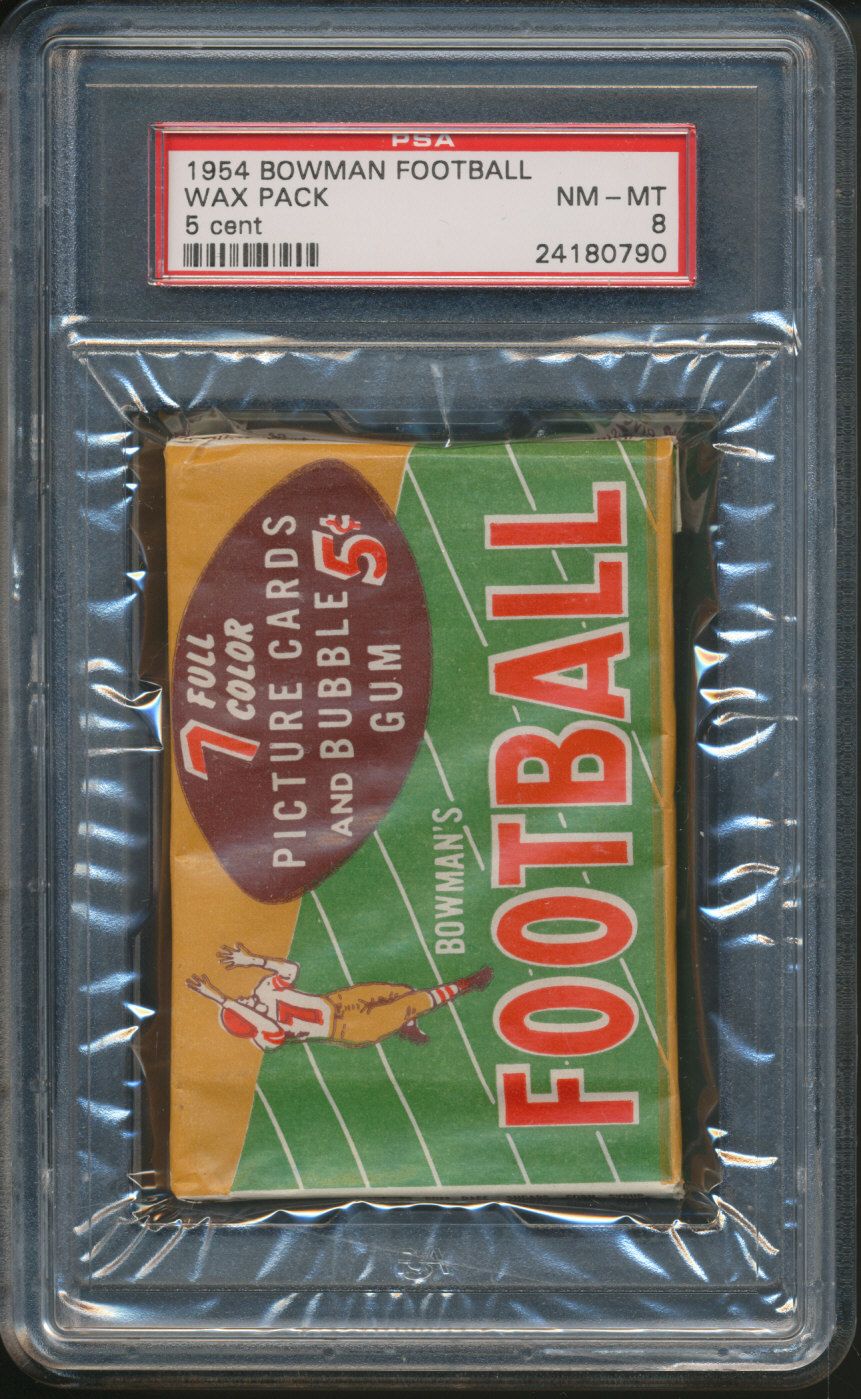 PSA
1954 BOWMAN FOOTBALL
WAX PACK NM - MT
5 cent 8
24180790
7 FULL
COLOR
PICTURE CARDS
AND BUBBLE 5¢
GUM
BOWMAN'S
FOOTBALL
7